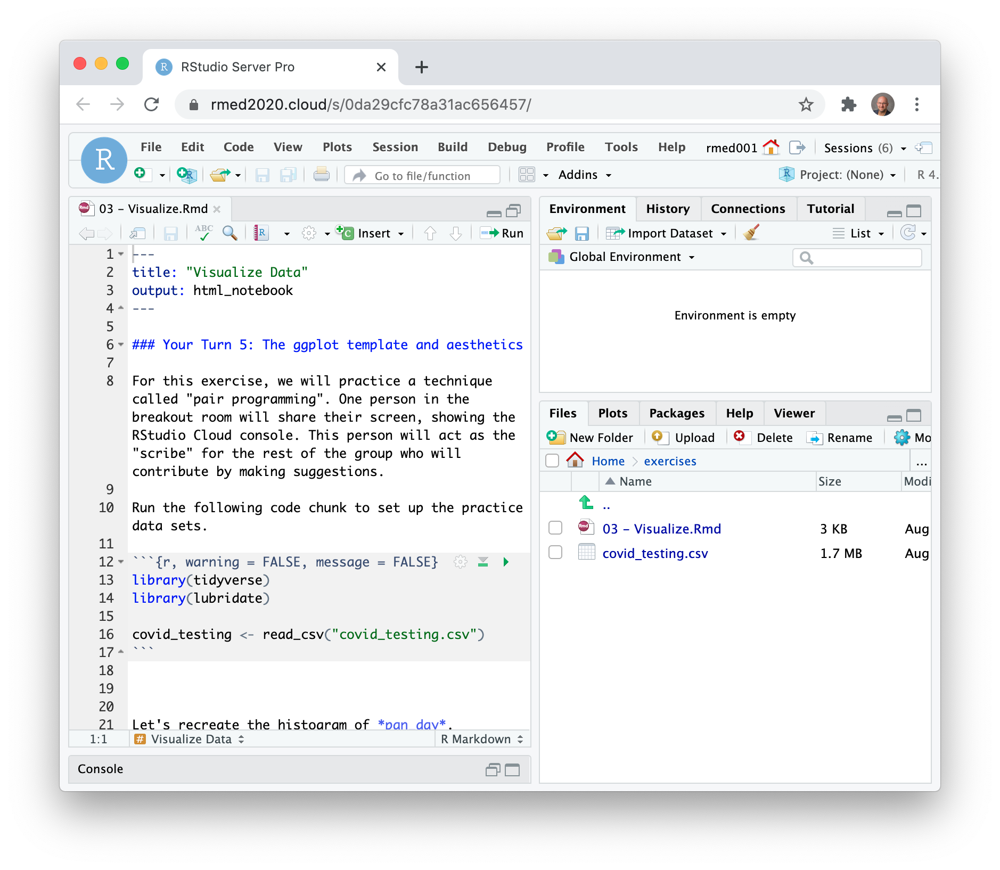 RStudio Server Pro
rmed2020.cloud/s/0da29cfc78a31ac656457/
R
File Edit Code View Plots Session Build Debug Profile Tools Help rmed001 Sessions (6)
Go to file/function Addins Project: (None) R 4.
03 - Visualize.Rmd
ABC Insert Run
1 ---
2 title: "Visualize Data"
3 output: html_notebook
4 ---
5
6 ### Your Turn 5: The ggplot template and aesthetics
7
8 For this exercise, we will practice a technique
called "pair programming". One person in the
breakout room will share their screen, showing the
RStudio Cloud console. This person will act as the
"scribe" for the rest of the group who will
contribute by making suggestions.
9
10 Run the following code chunk to set up the practice
data sets.
11
12 ```{r, warning = FALSE, message = FALSE}
13 library(tidyverse)
14 library(lubridate)
15
16 covid_testing <- read_csv("covid_testing.csv")
17 ```
18
19
20
21 Let's recreate the histogram of *pan_day*.
1:1 # Visualize Data R Markdown
Console
Environment History Connections Tutorial
Import Dataset List
Global Environment
Environment is empty
Files Plots Packages Help Viewer
New Folder Upload Delete Rename Mo
Home exercises ...
Name Size Modi
..
03 - Visualize.Rmd 3 KB Aug
covid_testing.csv 1.7 MB Aug